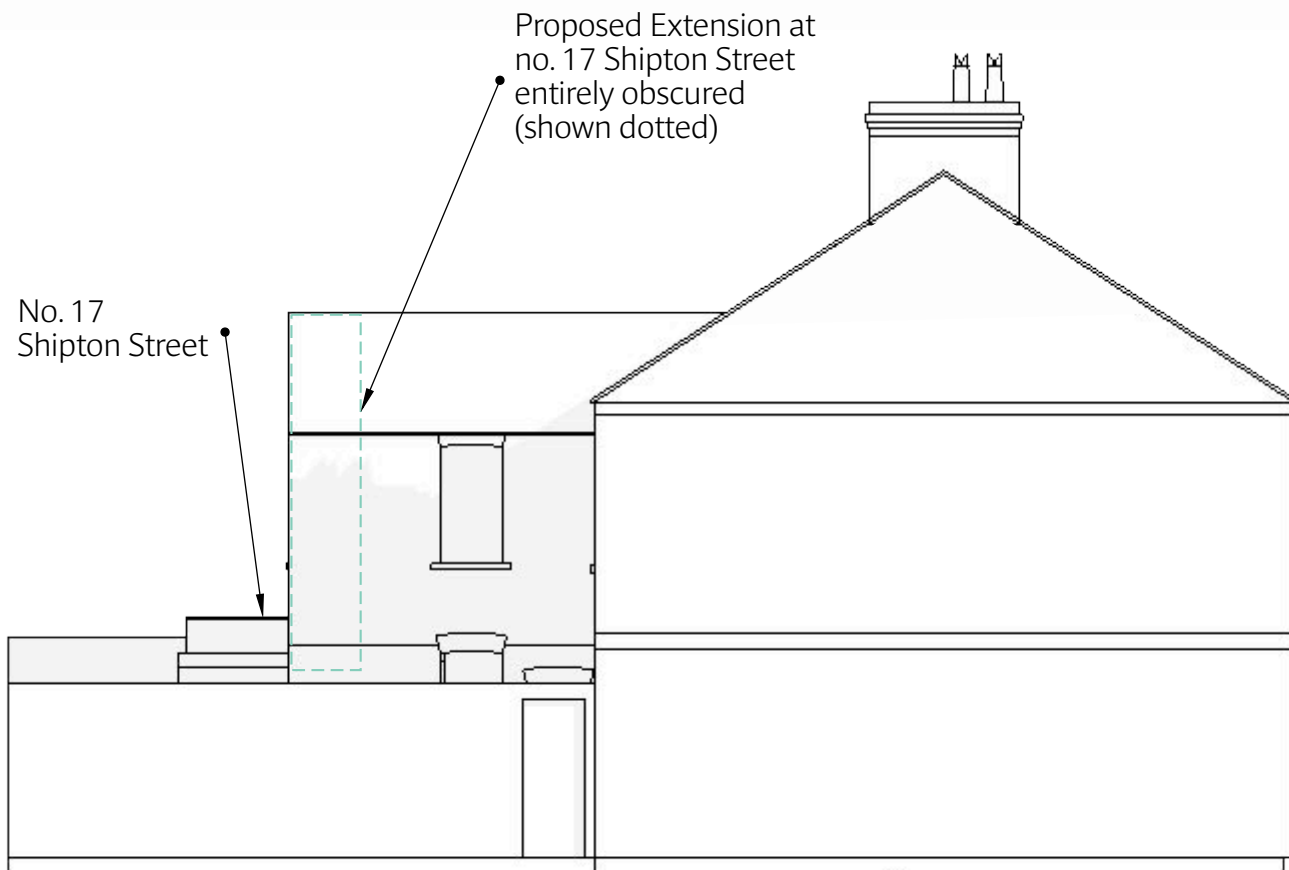 Proposed Extension at
no. 17 Shipton Street
entirely obscured
(shown dotted)
No. 17
Shipton Street